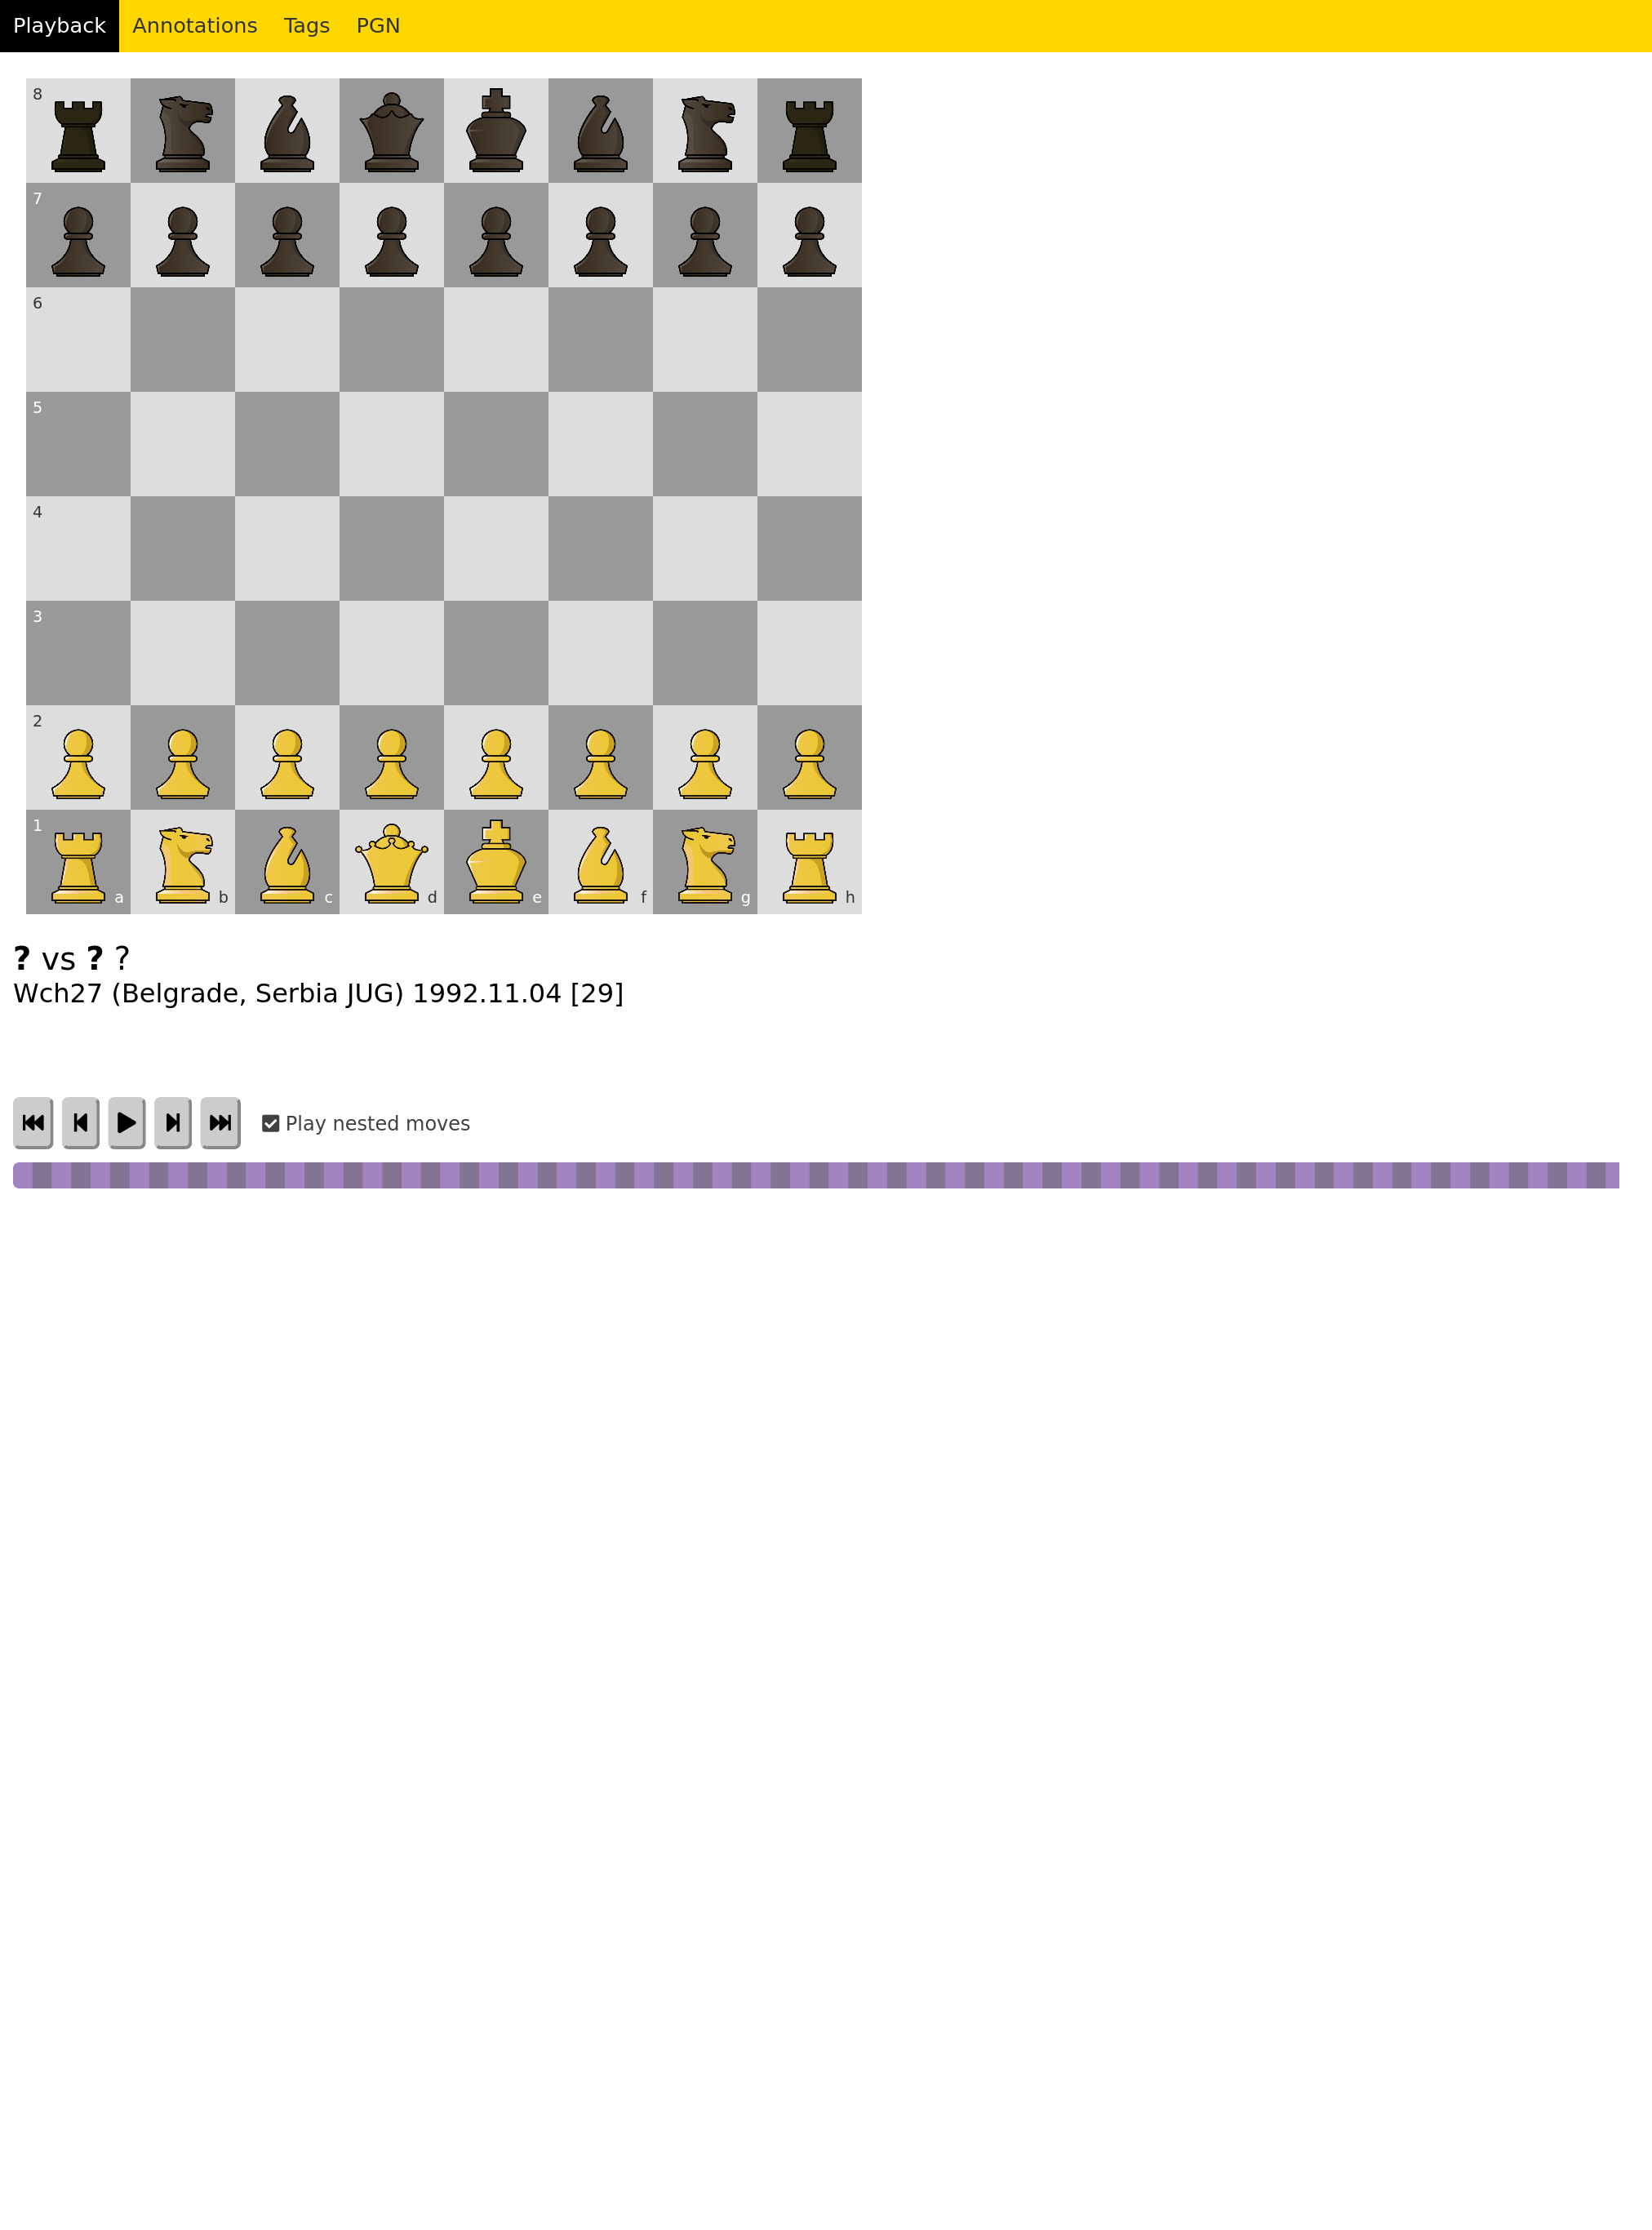 Playback Annotations Tags PGN
8
7
6
5
4
3
2
1
a b c d e f g h
? vs ? ?
Wch27 (Belgrade, Serbia JUG) 1992.11.04 [29]
Play nested moves